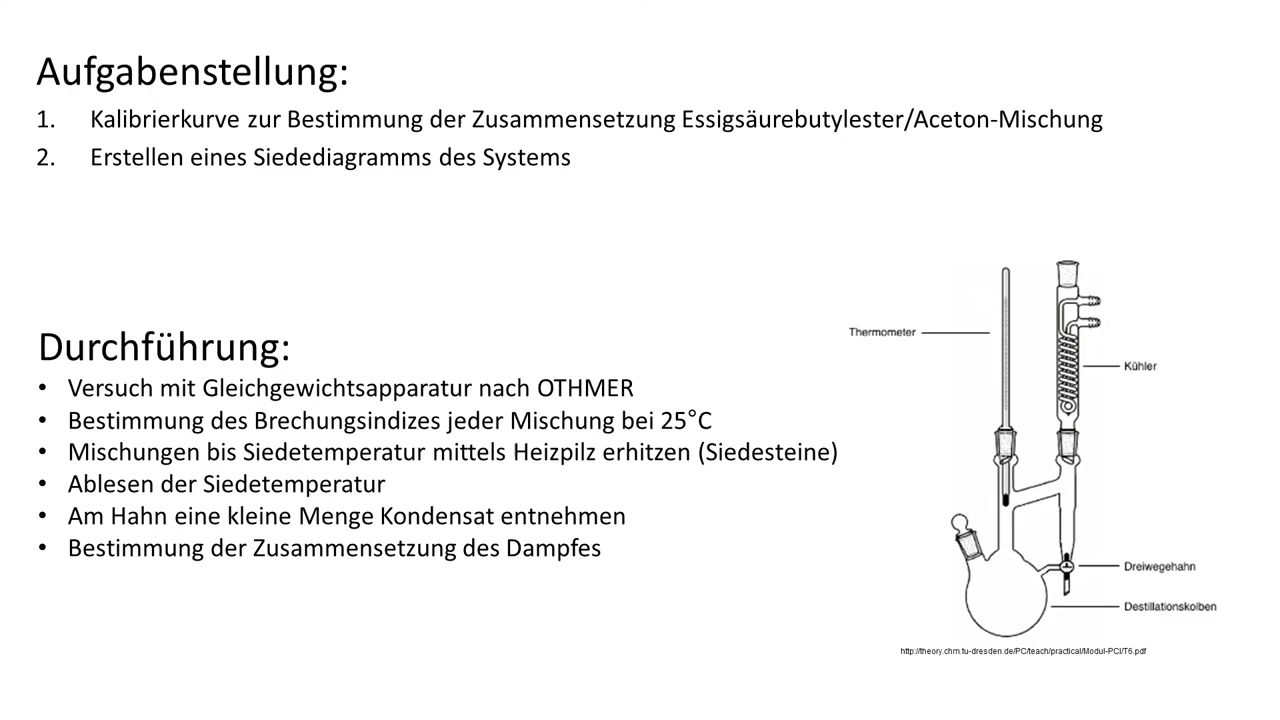 Aufgabenstellung:
1. Kalibrierkurve zur Bestimmung der Zusammensetzung Essigsäurebutylester/Aceton-Mischung
2. Erstellen eines Siedediagramms des Systems
Durchführung:
• Versuch mit Gleichgewichtsapparatur nach OTHMER
• Bestimmung des Brechungsindizes jeder Mischung bei 25°C
• Mischungen bis Siedetemperatur mittels Heizpilz erhitzen (Siedesteine)
• Ablesen der Siedetemperatur
• Am Hahn eine kleine Menge Kondensat entnehmen
• Bestimmung der Zusammensetzung des Dampfes
Thermometer
Kühler
Dreiwegehahn
Destillationskolben
http://theory.chm.tu-dresden.de/PC/teach/practical/Modul-PCI/T6.pdf